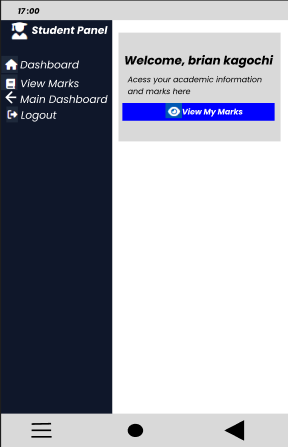 17:00
Student Panel
Dashboard
View Marks
Main Dashboard
Logout
Welcome, brian kagochi
Acess your academic information
and marks here
View My Marks